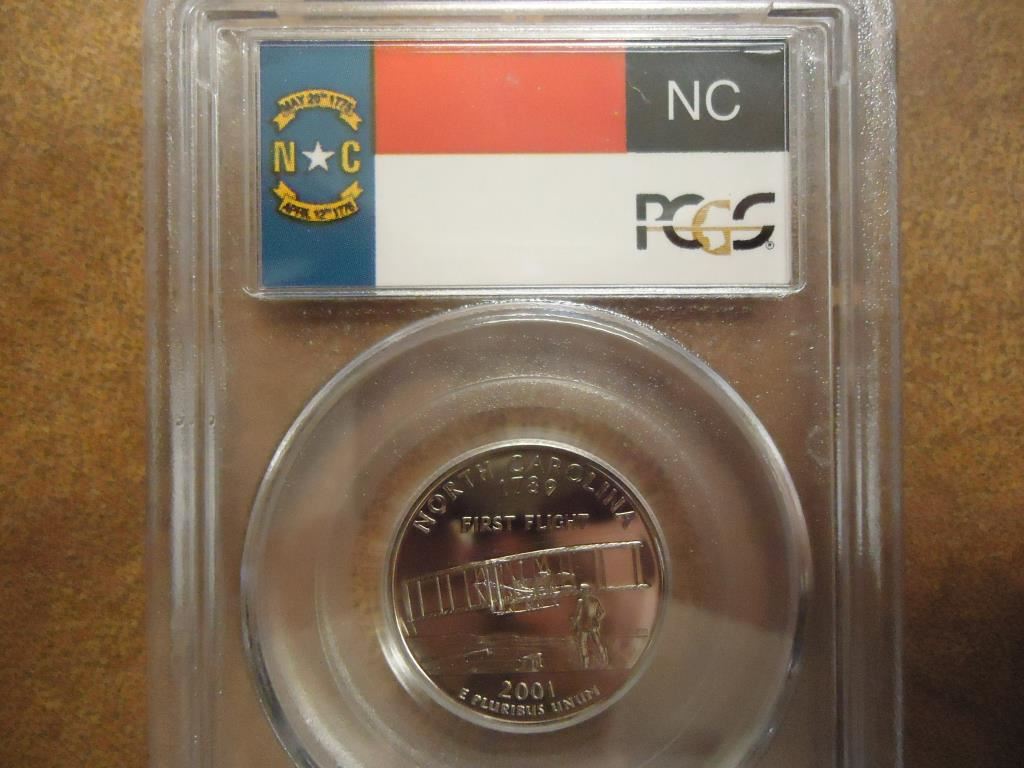 MAY 20TH 1775
N C
APRIL 12TH 1776
NC
PCGS
NORTH CAROLINA
1789
FIRST FLIGHT
2001
E PLURIBUS UNUM